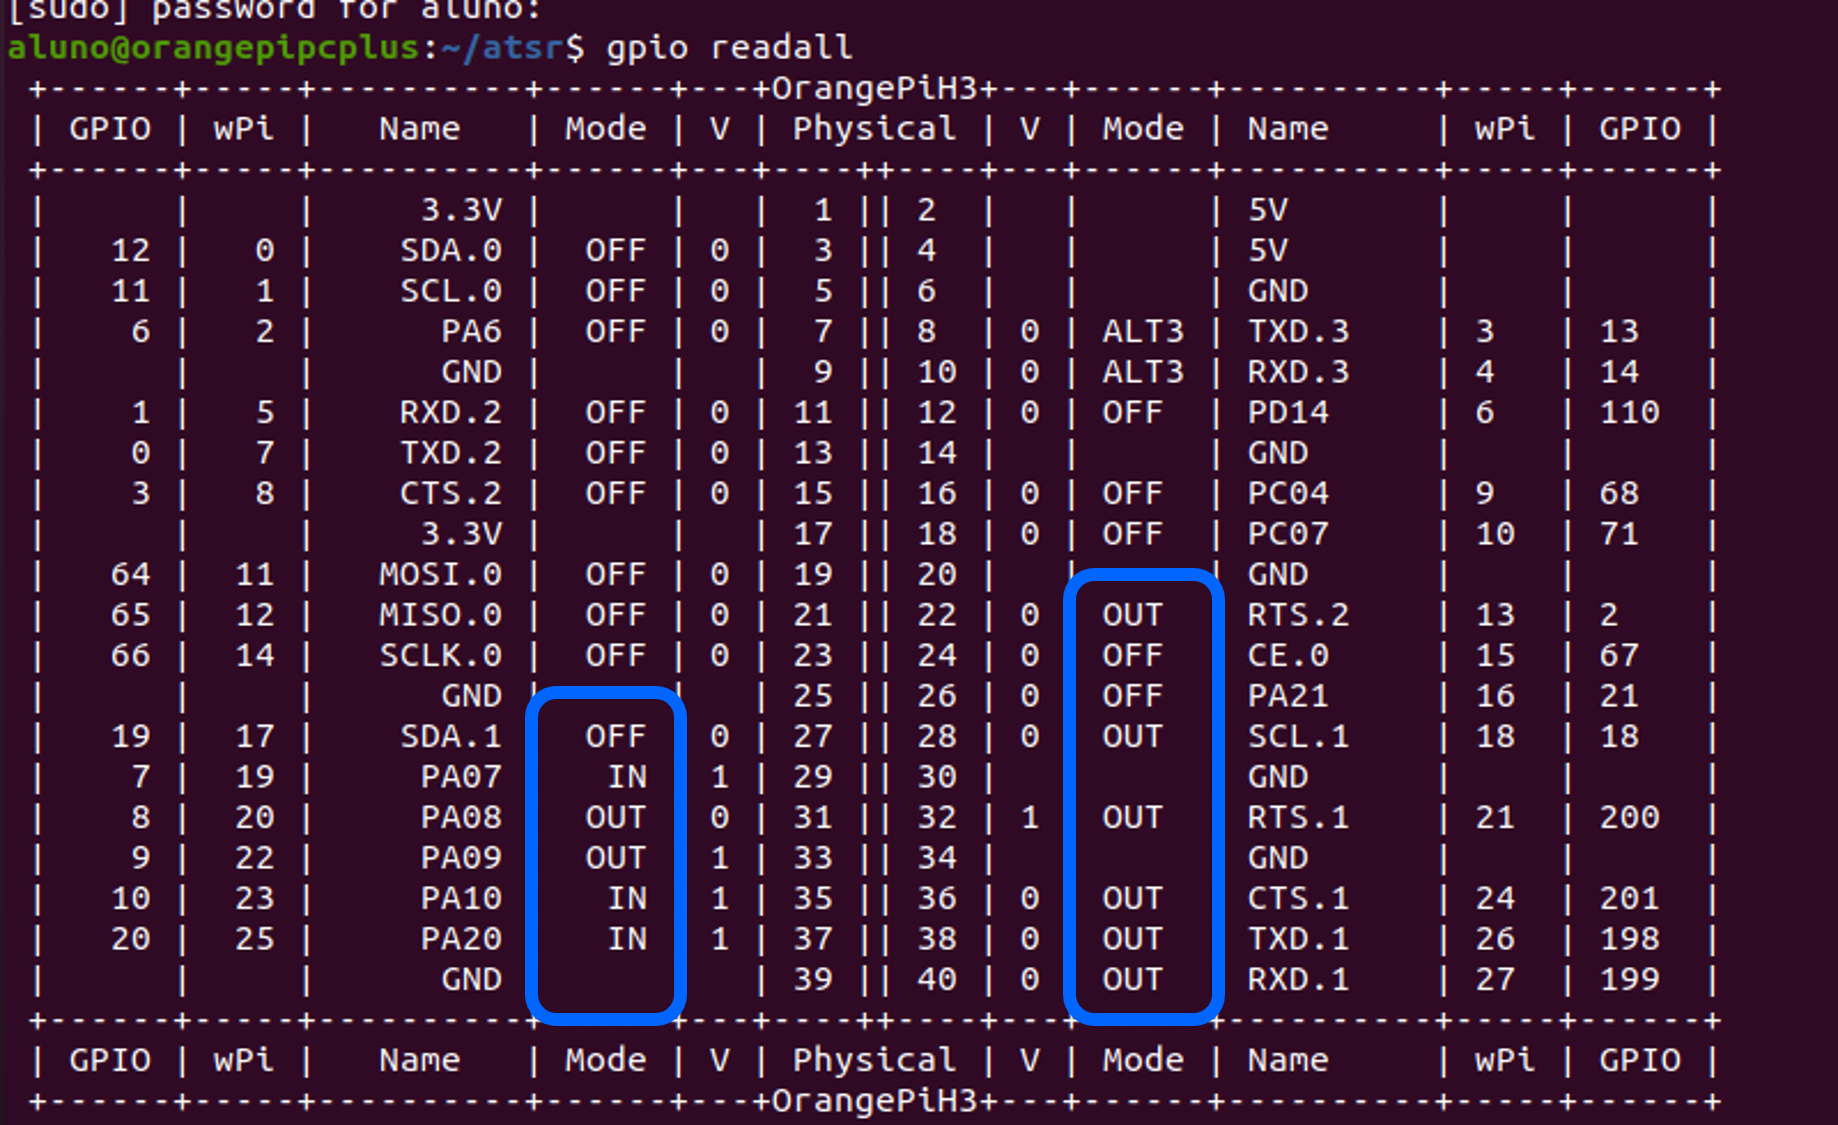 [sudo] password for aluno:
aluno@orangepipcplus:~/atsr$ gpio readall
+------+-----+----------+------+---+OrangePiH3+---+------+----------+-----+------+
| GPIO | wPi |   Name   | Mode | V | Physical | V | Mode | Name     | wPi | GPIO |
+------+-----+----------+------+---+----++----+---+------+----------+-----+------+
|      |     |     3.3V |      |   |  1 || 2  |   |      | 5V       |     |      |
|   12 |   0 |    SDA.0 |  OFF | 0 |  3 || 4  |   |      | 5V       |     |      |
|   11 |   1 |    SCL.0 |  OFF | 0 |  5 || 6  |   |      | GND      |     |      |
|    6 |   2 |      PA6 |  OFF | 0 |  7 || 8  | 0 | ALT3 | TXD.3    | 3   | 13   |
|      |     |      GND |      |   |  9 || 10 | 0 | ALT3 | RXD.3    | 4   | 14   |
|    1 |   5 |    RXD.2 |  OFF | 0 | 11 || 12 | 0 | OFF  | PD14     | 6   | 110  |
|    0 |   7 |    TXD.2 |  OFF | 0 | 13 || 14 |   |      | GND      |     |      |
|    3 |   8 |    CTS.2 |  OFF | 0 | 15 || 16 | 0 | OFF  | PC04     | 9   | 68   |
|      |     |     3.3V |      |   | 17 || 18 | 0 | OFF  | PC07     | 10  | 71   |
|   64 |  11 |   MOSI.0 |  OFF | 0 | 19 || 20 |   |      | GND      |     |      |
|   65 |  12 |   MISO.0 |  OFF | 0 | 21 || 22 | 0   OUT    RTS.2    | 13  | 2    |
|   66 |  14 |   SCLK.0 |  OFF | 0 | 23 || 24 | 0   OFF    CE.0     | 15  | 67   |
|      |     |      GND |      |   | 25 || 26 | 0   OFF    PA21     | 16  | 21   |
|   19 |  17 |    SDA.1    OFF   0 | 27 || 28 | 0   OUT    SCL.1    | 18  | 18   |
|    7 |  19 |     PA07     IN   1 | 29 || 30 |            GND      |     |      |
|    8 |  20 |     PA08    OUT   0 | 31 || 32 | 1   OUT    RTS.1    | 21  | 200  |
|    9 |  22 |     PA09    OUT   1 | 33 || 34 |            GND      |     |      |
|   10 |  23 |     PA10     IN   1 | 35 || 36 | 0   OUT    CTS.1    | 24  | 201  |
|   20 |  25 |     PA20     IN   1 | 37 || 38 | 0   OUT    TXD.1    | 26  | 198  |
|      |     |      GND            | 39 || 40 | 0   OUT    RXD.1    | 27  | 199  |
+------+-----+----------+------+---+----++----+---+------+----------+-----+------+
| GPIO | wPi |   Name   | Mode | V | Physical | V | Mode | Name     | wPi | GPIO |
+------+-----+----------+------+---+OrangePiH3+---+------+----------+-----+------+